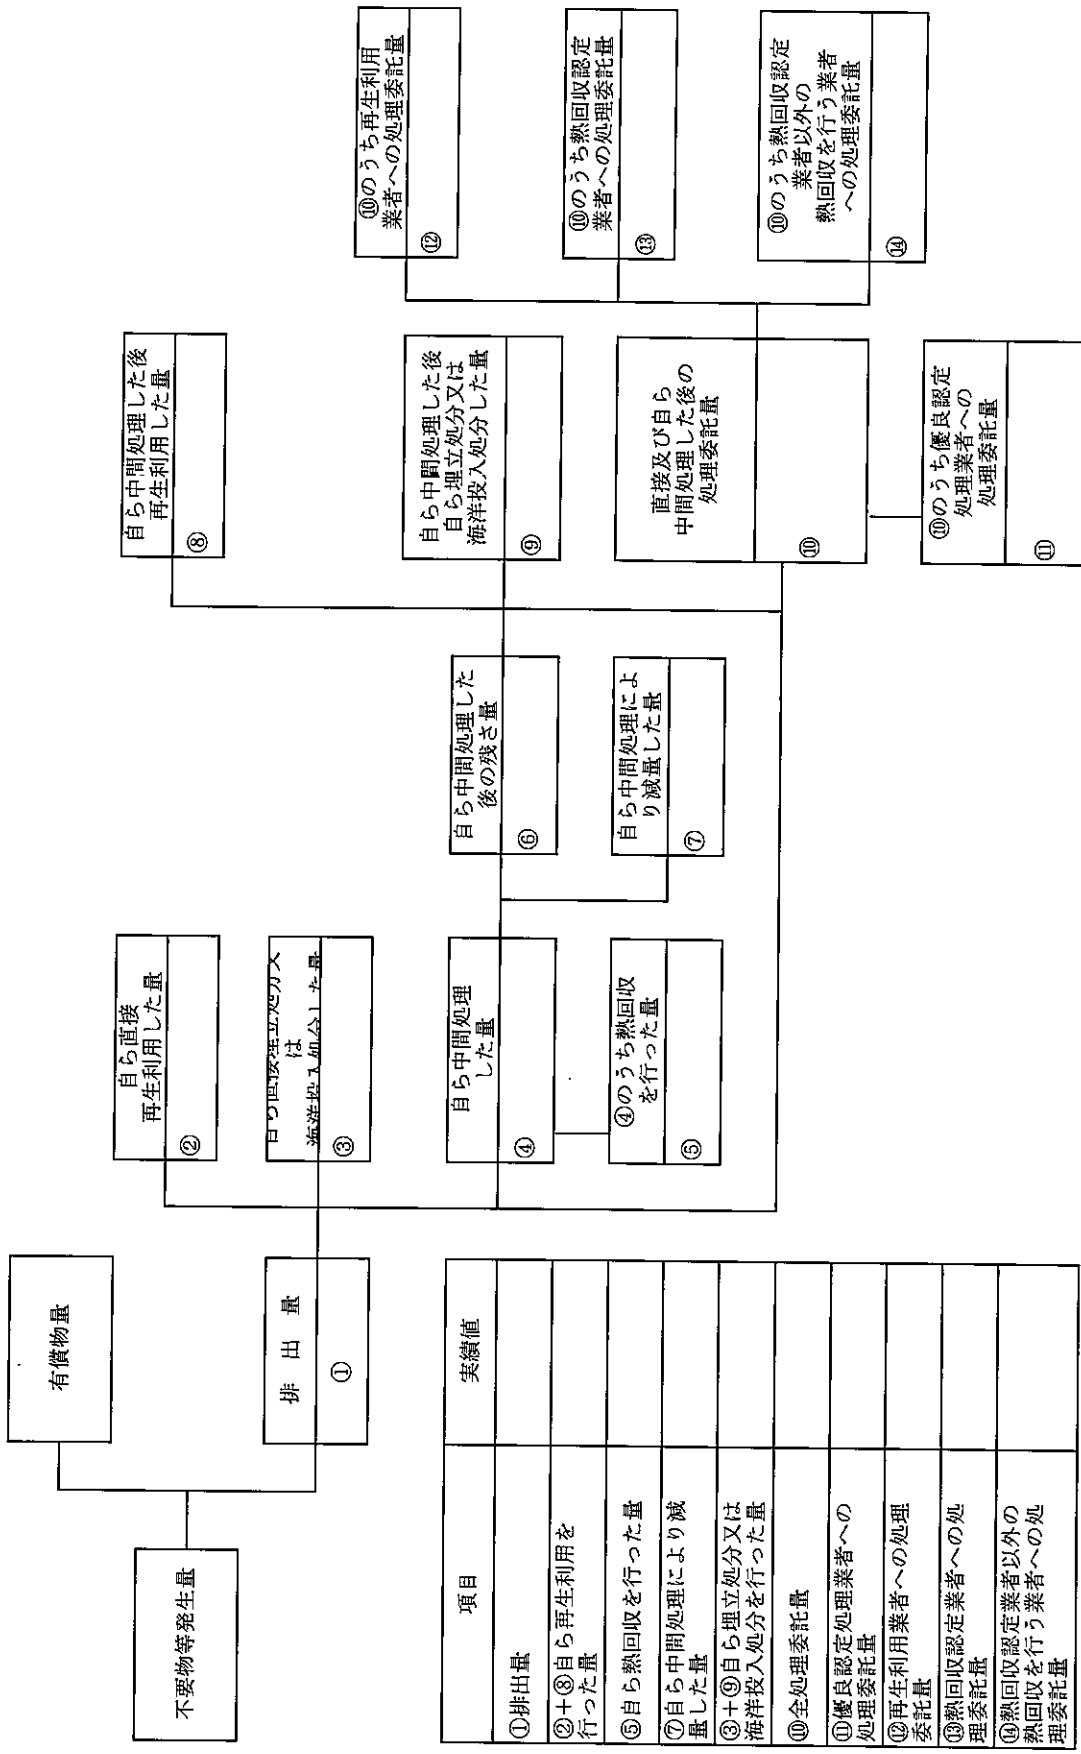 不要物等発生量
有償物量
排 出 量
①
自ら直接
再生利用した量
②
自ら直接埋立処分又
は
海洋投入処分した量
③
自ら中間処理
した量
④
④のうち熱回収
を行った量
⑤
自ら中間処理した
後の残さ量
⑥
自ら中間処理によ
り減量した量
⑦
自ら中間処理した後
再生利用した量
⑧
自ら中間処理した後
自ら埋立処分又は
海洋投入処分した量
⑨
直接及び自ら
中間処理した後の
処理委託量
⑩
⑩のうち優良認定
処理業者への
処理委託量
⑪
⑩のうち再生利用
業者への処理委託量
⑫
⑩のうち熱回収認定
業者への処理委託量
⑬
⑩のうち熱回収認定
業者以外の
熱回収を行う業者
への処理委託量
⑭
項目
実績値
①排出量
②+⑧自ら再生利用を
行った量
⑤自ら熱回収を行った量
⑦自ら中間処理により減
量した量
③+⑨自ら埋立処分又は
海洋投入処分を行った量
⑩全処理委託量
⑪優良認定処理業者への
処理委託量
⑫再生利用業者への処理
委託量
⑬熱回収認定業者への処
理委託量
⑭熱回収認定業者以外の
熱回収を行う業者への処
理委託量